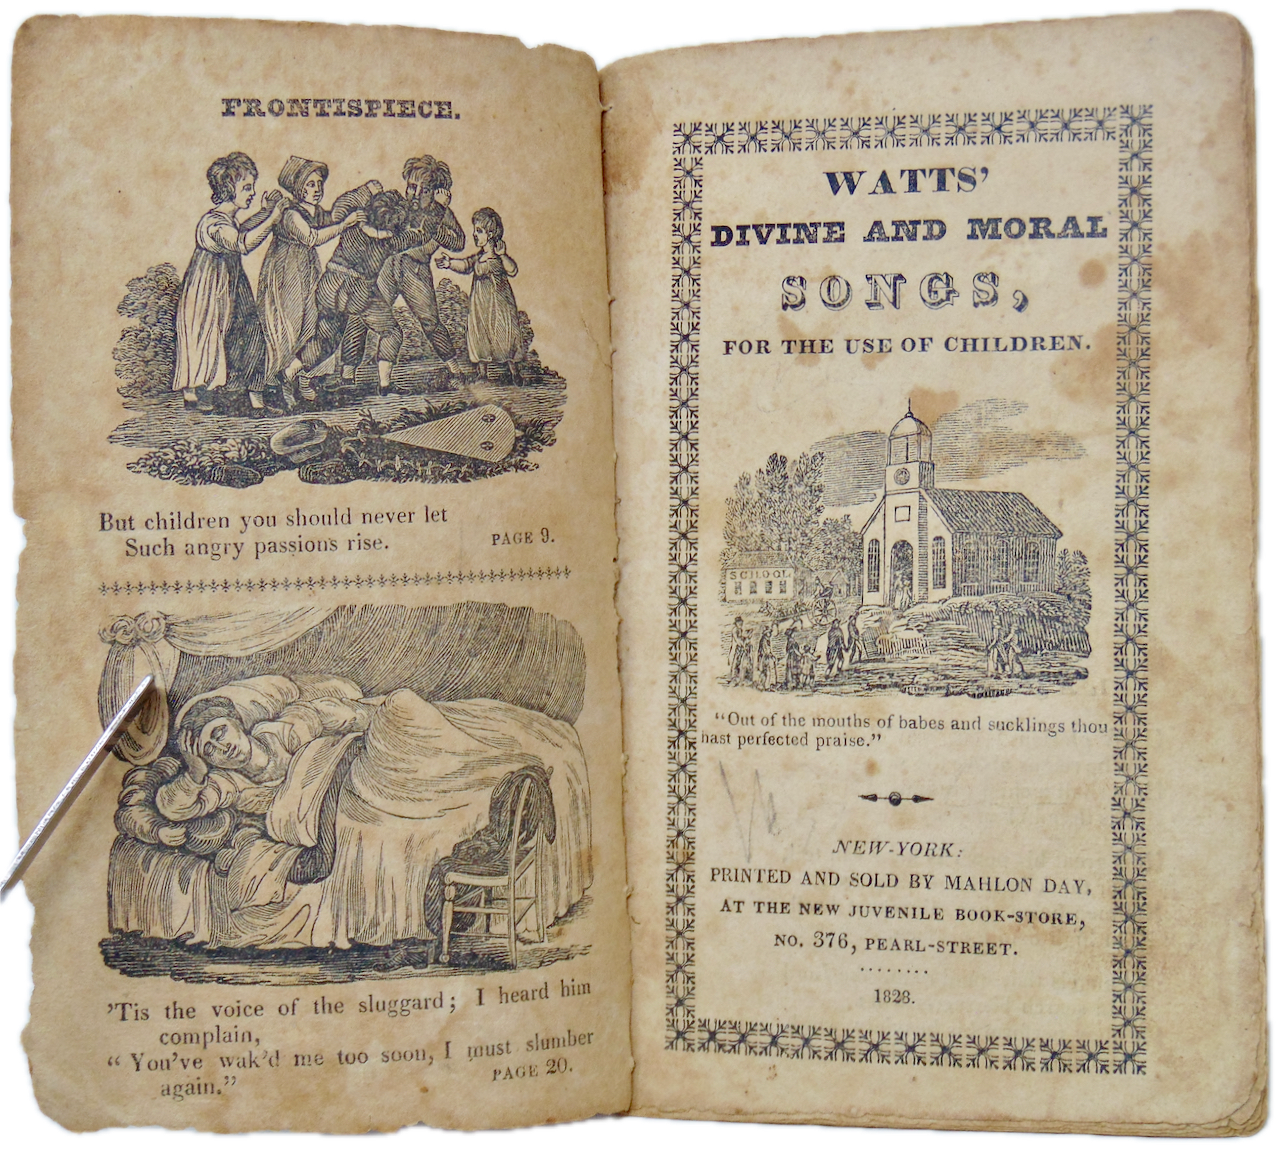 FRONTISPIECE.
But children you should never let
Such angry passions rise.
PAGE 9.
'Tis the voice of the sluggard; I heard him
complain,
“ You've wak'd me too soon, I must slumber
again.”
PAGE 20.
WATTS'
DIVINE AND MORAL
SONGS,
FOR THE USE OF CHILDREN.
SCHOOL
“Out of the mouths of babes and sucklings thou
hast perfected praise.”
NEW-YORK:
PRINTED AND SOLD BY MAHLON DAY,
AT THE NEW JUVENILE BOOK-STORE,
NO. 376, PEARL-STREET.
1828.